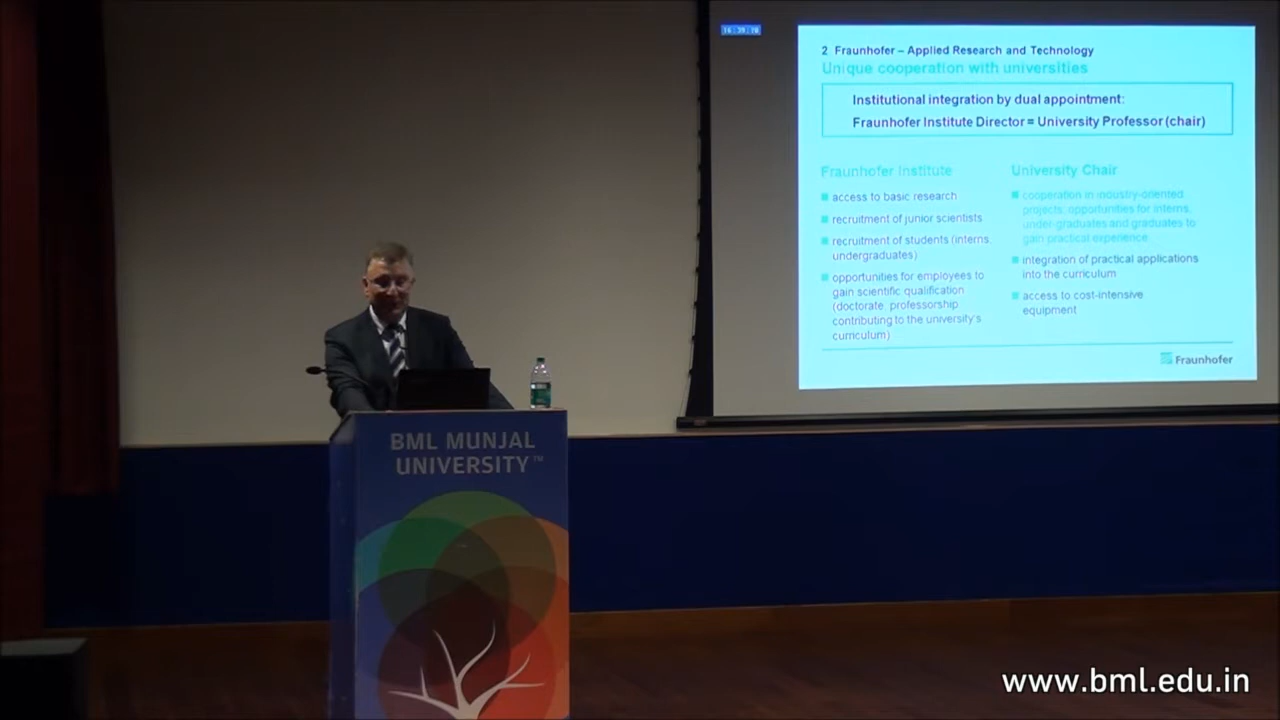 2 Fraunhofer – Applied Research and Technology
Unique cooperation with universities
Institutional integration by dual appointment:
Fraunhofer Institute Director = University Professor (chair)
Fraunhofer Institute
access to basic research
recruitment of junior scientists
recruitment of students (interns,
undergraduates)
opportunities for employees to
gain scientific qualification
(doctorate, professorship
contributing to the university's
curriculum)
University Chair
cooperation in industry-oriented
projects, opportunities for interns,
under-graduates and graduates to
gain practical experience
integration of practical applications
into the curriculum
access to cost-intensive
equipment
Fraunhofer
BML MUNJAL
UNIVERSITY™
www.bml.edu.in